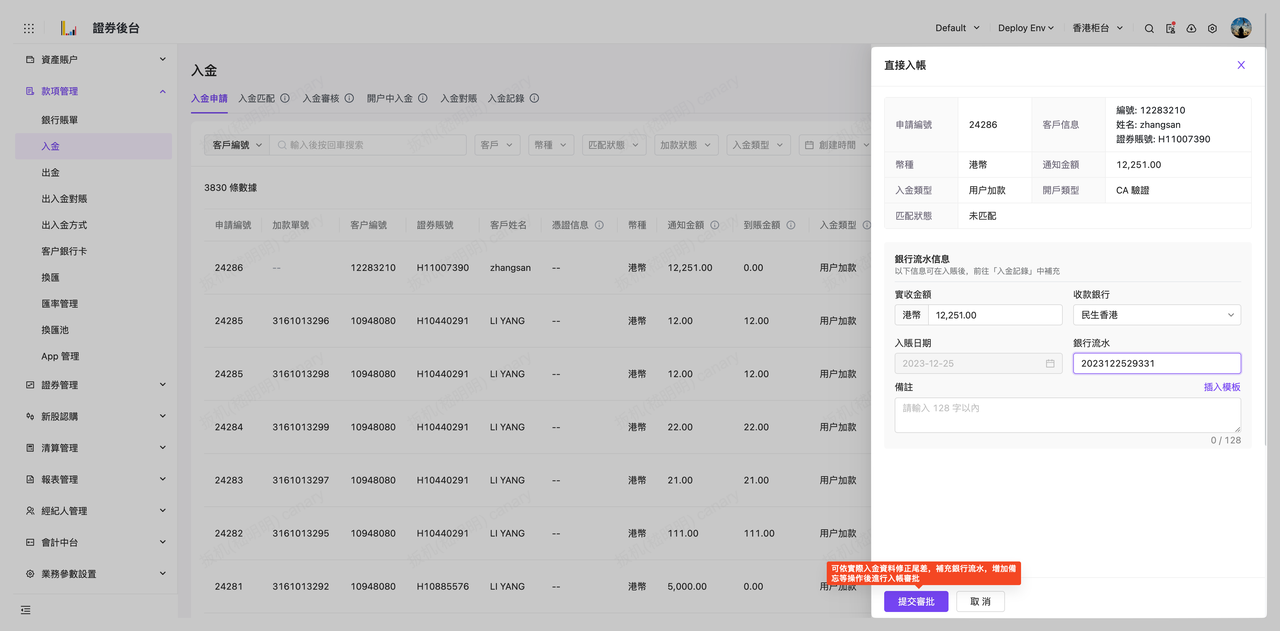 證券後台
Default
Deploy Env
香港柜台
資產賬戶
款項管理
銀行賬單
入金
出金
出入金對賬
出入金方式
客户銀行卡
換匯
匯率管理
換匯池
App 管理
證券管理
新股認購
清算管理
報表管理
經紀人管理
會計中台
業務參數設置
入金
入金申請 入金匹配 入金審核 開户中入金 入金對賬 入金記錄
客戶編號 輸入後按回車搜索 客戶 幣種 匹配狀態 加款狀態 入金類型 創建時間
3830 條數據
申請編號 加款單號 客户編號 證券賬號 客戶姓名 憑證信息 幣種 通知金額 到賬金額 入金類型
24286 -- 12283210 H11007390 zhangsan -- 港幣 12,251.00 0.00 用户加款
24285 3161013296 10948080 H10440291 LI YANG -- 港幣 12.00 12.00 用户加款
24285 3161013298 10948080 H10440291 LI YANG -- 港幣 12.00 12.00 用户加款
24284 3161013299 10948080 H10440291 LI YANG -- 港幣 22.00 22.00 用户加款
24283 3161013297 10948080 H10440291 LI YANG -- 港幣 21.00 21.00 用户加款
24282 3161013295 10948080 H10440291 LI YANG -- 港幣 111.00 111.00 用户加款
24281 3161013292 10948080 H10885576 LI YANG -- 港幣 5,000.00 0.00 用户加款
直接入帳
申請編號 24286 客戶信息
編號: 12283210
姓名: zhangsan
證券賬號: H11007390
幣種 港幣 通知金額 12,251.00
入金類型 用户加款 開戶類型 CA 驗證
匹配狀態 未匹配
銀行流水信息
以下信息可在入賬後，前往「入金記錄」中補充
實收金額 收款銀行
港幣 12,251.00 民生香港
入賬日期 銀行流水
2023-12-25 2023122529331
備註 插入模板
請輸入 128 字以內
0 / 128
可依實際入金資料修正尾差，補充銀行流水，增加備
忘等操作後進行入帳審批
提交審批 取 消